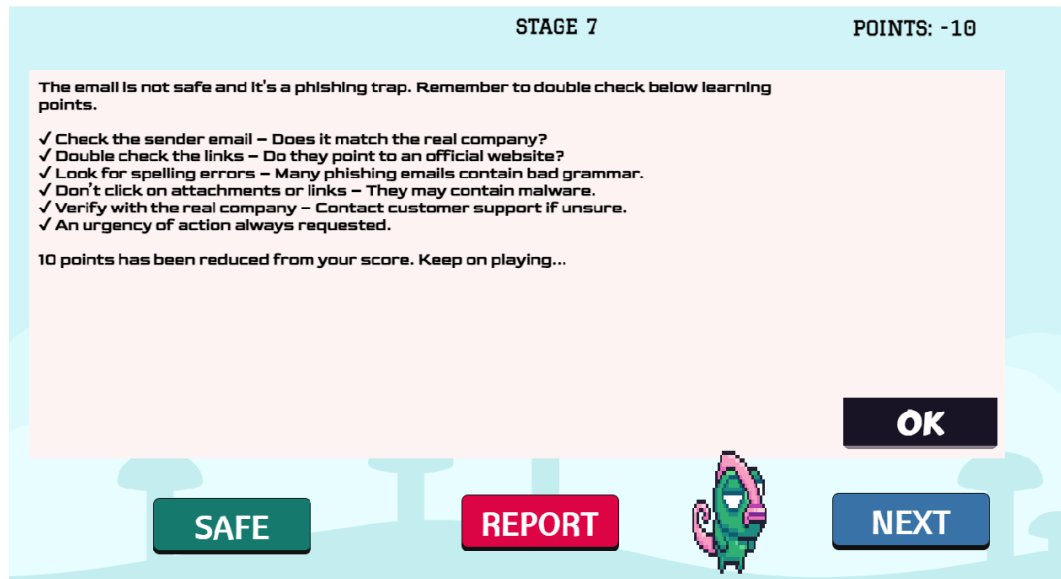 STAGE 7
POINTS: -10
The email is not safe and it's a phishing trap. Remember to double check below learning
points.
✓ Check the sender email – Does it match the real company?
✓ Double check the links – Do they point to an official website?
✓ Look for spelling errors – Many phishing emails contain bad grammar.
✓ Don't click on attachments or links – They may contain malware.
✓ Verify with the real company – Contact customer support if unsure.
✓ An urgency of action always requested.
10 points has been reduced from your score. Keep on playing...
OK
SAFE
REPORT
NEXT